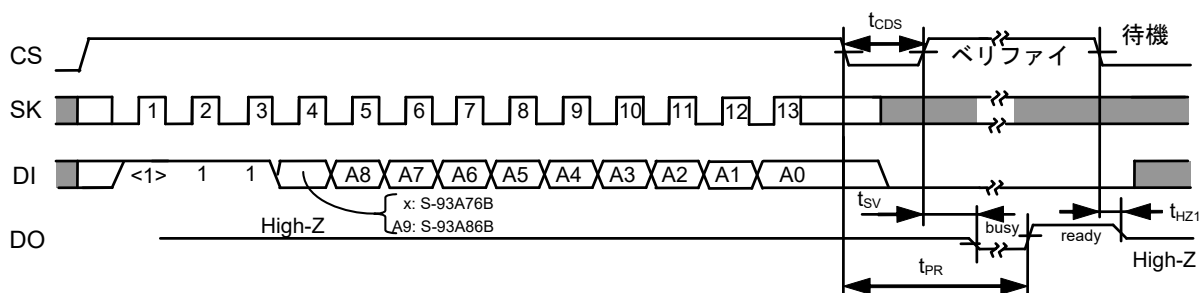 tCDS
CS ベリファイ 待機
SK 1 2 3 4 5 6 7 8 9 10 11 12 13
DI <1> 1 1 A8 A7 A6 A5 A4 A3 A2 A1 A0
x: S-93A76B
A9: S-93A86B
tSV
tHZ1
DO High-Z busy ready High-Z
tPR